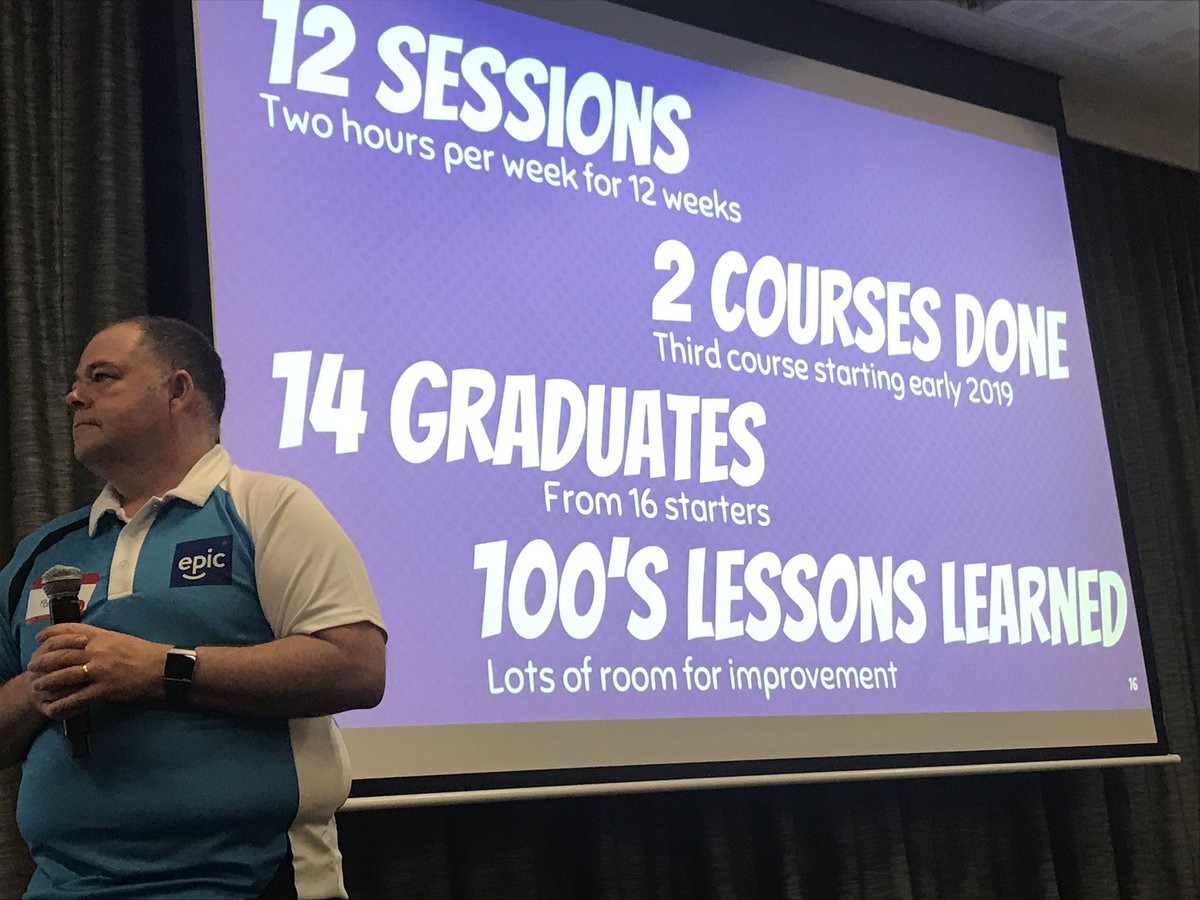 12 SESSIONS
Two hours per week for 12 weeks
2 COURSES DONE
Third course starting early 2019
14 GRADUATES
From 16 starters
100'S LESSONS LEARNED
Lots of room for improvement
16
epic